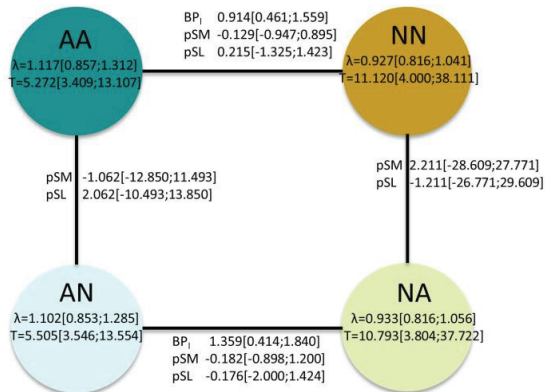 BPI 0.914[0.461;1.559]
pSM -0.129[-0.947;0.895]
pSL 0.215[-1.325;1.423]
AA
λ=1.117[0.857;1.312]
T=5.272[3.409;13.107]
NN
λ=0.927[0.816;1.041]
T=11.120[4.000;38.111]
pSM -1.062[-12.850;11.493]
pSL 2.062[-10.493;13.850]
pSM 2.211[-28.609;27.771]
pSL -1.211[-26.771;29.609]
AN
λ=1.102[0.853;1.285]
T=5.505[3.546;13.554]
NA
λ=0.933[0.816;1.056]
T=10.793[3.804;37.722]
BPI 1.359[0.414;1.840]
pSM -0.182[-0.898;1.200]
pSL -0.176[-2.000;1.424]